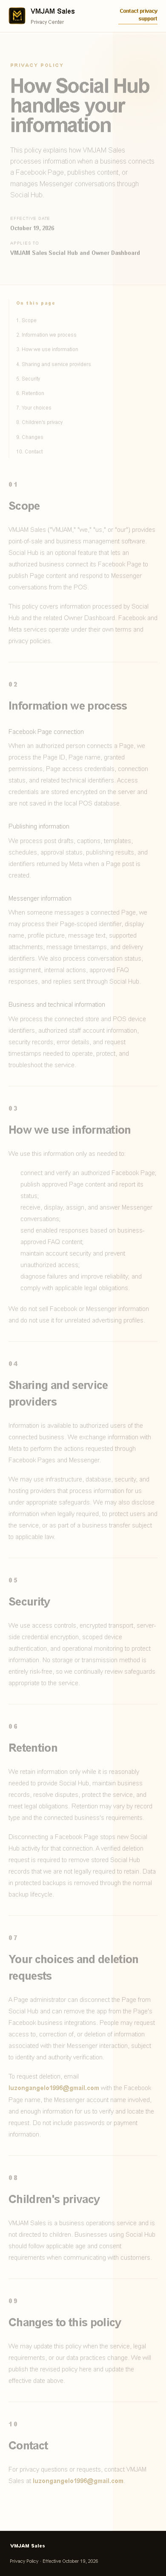 VMJAM Sales
Privacy Center
Contact privacy
support
PRIVACY POLICY
How Social Hub
handles your
information
This policy explains how VMJAM Sales
processes information when a business connects
a Facebook Page, publishes content, or
manages Messenger conversations through
Social Hub.
EFFECTIVE DATE
October 19, 2026
APPLIES TO
VMJAM Sales Social Hub and Owner Dashboard
On this page
1. Scope
2. Information we process
3. How we use information
4. Sharing and service providers
5. Security
6. Retention
7. Your choices
8. Children's privacy
9. Changes
10. Contact
01
Scope
VMJAM Sales ("VMJAM," "we," "us," or "our") provides
point-of-sale and business management software.
Social Hub is an optional feature that lets an
authorized business connect its Facebook Page to
publish Page content and respond to Messenger
conversations from the POS.
This policy covers information processed by Social
Hub and the related Owner Dashboard. Facebook and
Meta services operate under their own terms and
privacy policies.
02
Information we process
Facebook Page connection
When an authorized person connects a Page, we
process the Page ID, Page name, granted
permissions, Page access credentials, connection
status, and related technical identifiers. Access
credentials are stored encrypted on the server and
are not saved in the local POS database.
Publishing information
We process post drafts, captions, templates,
schedules, approval status, publishing results, and
identifiers returned by Meta when a Page post is
created.
Messenger information
When someone messages a connected Page, we
may process their Page-scoped identifier, display
name, profile picture, message text, supported
attachments, message timestamps, and delivery
identifiers. We also process conversation status,
assignment, internal actions, approved FAQ
responses, and replies sent through Social Hub.
Business and technical information
We process the connected store and POS device
identifiers, authorized staff account information,
security records, error details, and request
timestamps needed to operate, protect, and
troubleshoot the service.
03
How we use information
We use this information only as needed to:
connect and verify an authorized Facebook Page;
publish approved Page content and report its
status;
receive, display, assign, and answer Messenger
conversations;
send enabled responses based on business-
approved FAQ content;
maintain account security and prevent
unauthorized access;
diagnose failures and improve reliability; and
comply with applicable legal obligations.
We do not sell Facebook or Messenger information
and do not use it for unrelated advertising profiles.
04
Sharing and service
providers
Information is available to authorized users of the
connected business. We exchange information with
Meta to perform the actions requested through
Facebook Pages and Messenger.
We may use infrastructure, database, security, and
hosting providers that process information for us
under appropriate safeguards. We may also disclose
information when legally required, to protect users and
the service, or as part of a business transfer subject
to applicable law.
05
Security
We use access controls, encrypted transport, server-
side credential encryption, scoped device
authentication, and operational monitoring to protect
information. No storage or transmission method is
entirely risk-free, so we continually review safeguards
appropriate to the service.
06
Retention
We retain information only while it is reasonably
needed to provide Social Hub, maintain business
records, resolve disputes, protect the service, and
meet legal obligations. Retention may vary by record
type and the connected business's requirements.
Disconnecting a Facebook Page stops new Social
Hub activity for that connection. A verified deletion
request is required to remove stored Social Hub
records that we are not legally required to retain. Data
in protected backups is removed through the normal
backup lifecycle.
07
Your choices and deletion
requests
A Page administrator can disconnect the Page from
Social Hub and can remove the app from the Page's
Facebook business integrations. People may request
access to, correction of, or deletion of information
associated with their Messenger interaction, subject
to identity and authority verification.
To request deletion, email
luzongangelo1998@gmail.com with the Facebook
Page name, the Messenger account name involved,
and enough information for us to verify and locate the
request. Do not include passwords or payment
information.
08
Children's privacy
VMJAM Sales is a business operations service and is
not directed to children. Businesses using Social Hub
should follow applicable age and consent
requirements when communicating with customers.
09
Changes to this policy
We may update this policy when the service, legal
requirements, or our data practices change. We will
publish the revised policy here and update the
effective date above.
10
Contact
For privacy questions or requests, contact VMJAM
Sales at luzongangelo1998@gmail.com
VMJAM Sales
Privacy Policy · Effective October 19, 2026